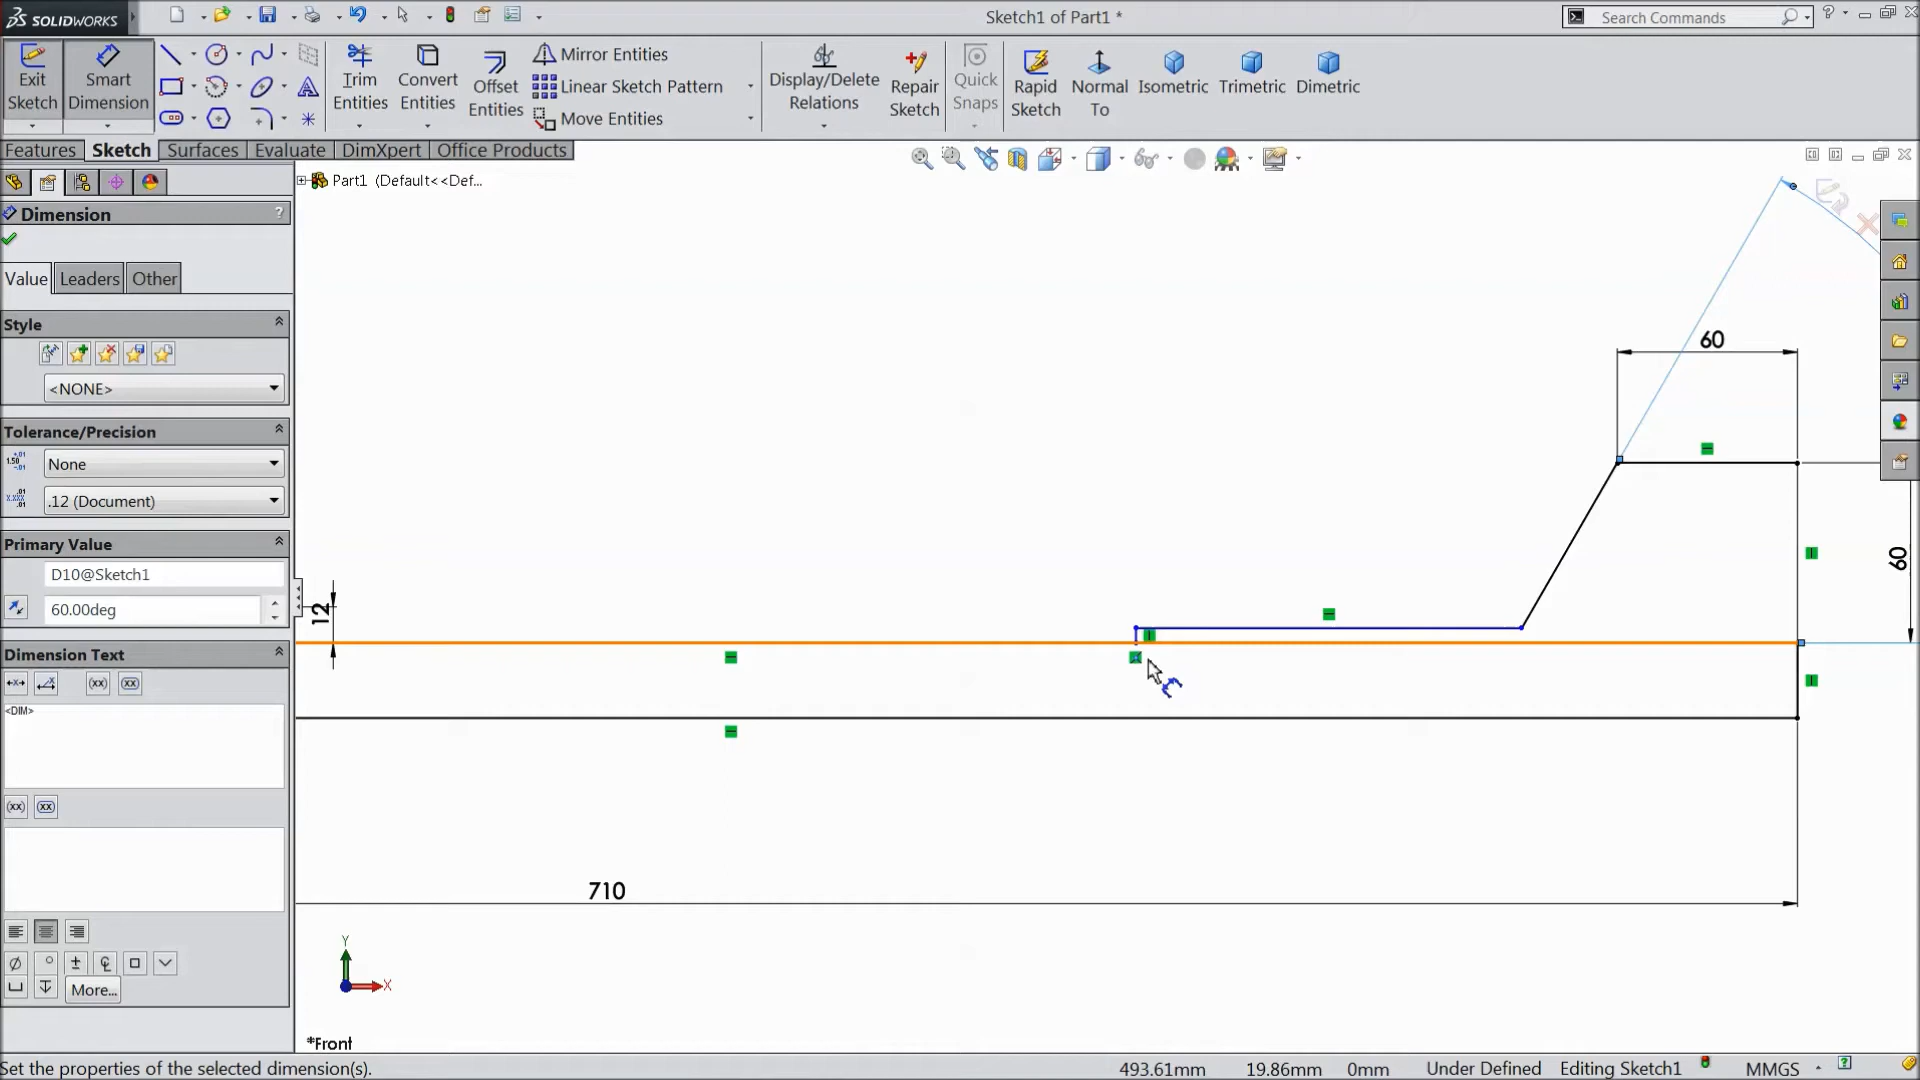 SOLIDWORKS
Sketch1 of Part1 *
Search Commands
Exit Sketch
Smart Dimension
Trim Entities
Convert Entities
Offset Entities
Mirror Entities
Linear Sketch Pattern
Move Entities
Display/Delete Relations
Repair Sketch
Quick Snaps
Rapid Sketch
Normal To
Isometric
Trimetric
Dimetric
Features
Sketch
Surfaces
Evaluate
DimXpert
Office Products
Part1 (Default<<Def...
Dimension
?
Value
Leaders
Other
Style
<NONE>
Tolerance/Precision
None
.12 (Document)
Primary Value
D10@Sketch1
60.00deg
Dimension Text
(xx) (xx)
<DIM>
(xx) (xx)
More...
12
60
60
710
Y
X
*Front
Set the properties of the selected dimension(s).
493.61mm
19.86mm
0mm
Under Defined
Editing Sketch1
MMGS